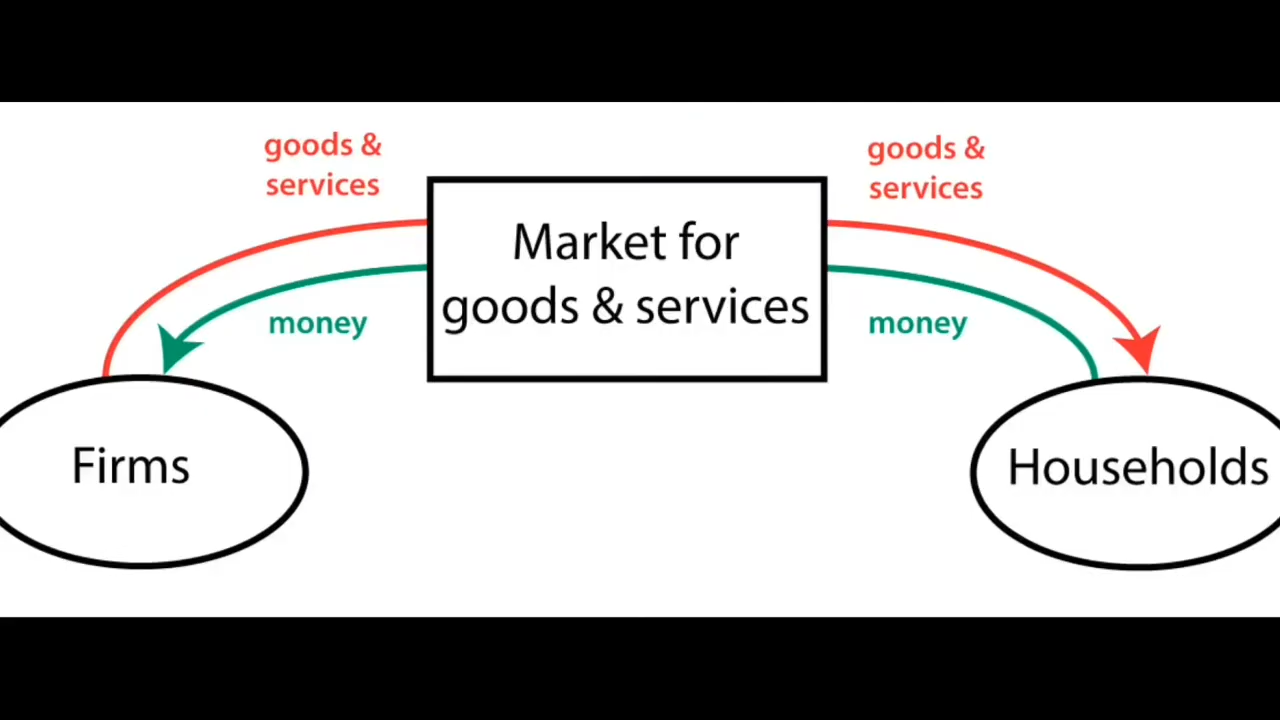 goods &
services
goods &
services
Market for
goods & services
money
money
Firms
Households